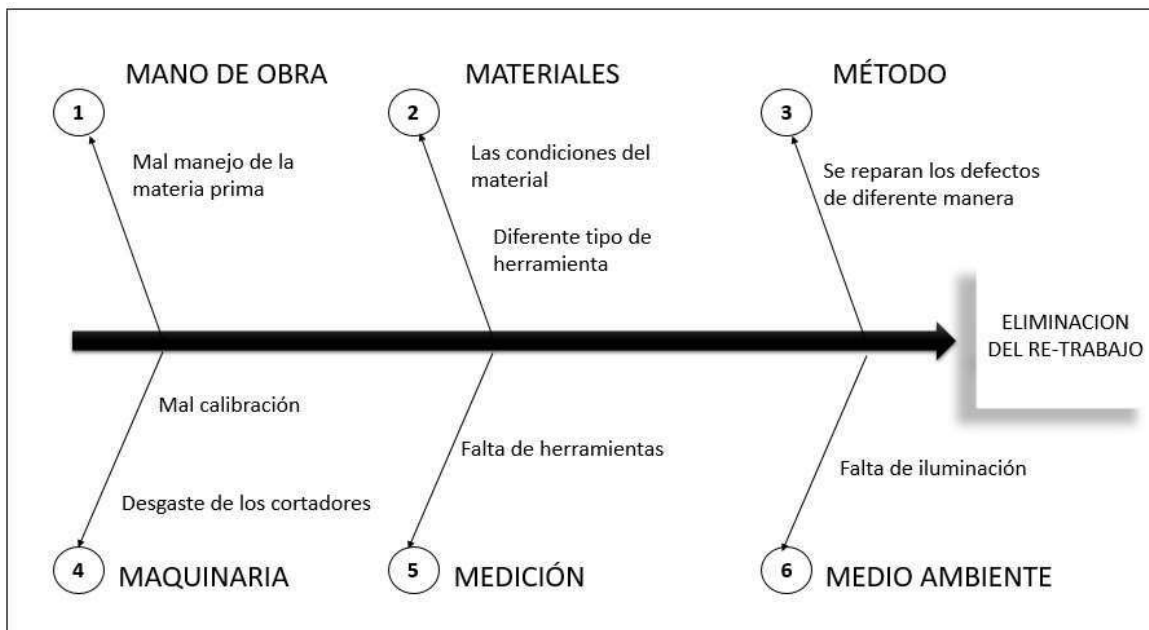 MANO DE OBRA
1
Mal manejo de la
materia prima
MATERIALES
2
Las condiciones del
material
Diferente tipo de
herramienta
MÉTODO
3
Se reparan los defectos
de diferente manera
ELIMINACION
DEL RE-TRABAJO
Mal calibración
Desgaste de los cortadores
4
MAQUINARIA
Falta de herramientas
5
MEDICIÓN
Falta de iluminación
6
MEDIO AMBIENTE